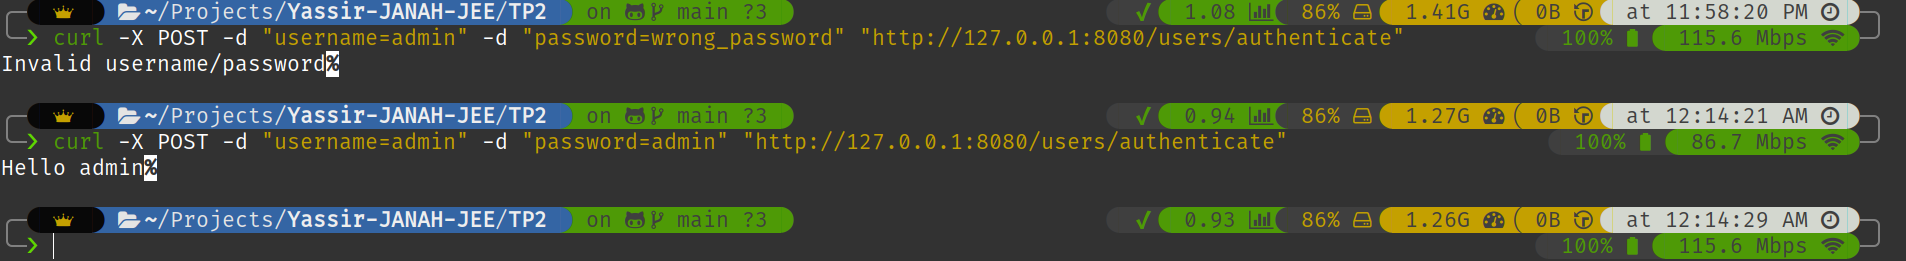 ~/Projects/Yassir-JANAH-JEE/TP2 on main ?3 ✓ 1.08 86% 1.41G 0B at 11:58:20 PM
❯ curl -X POST -d "username=admin" -d "password=wrong_password" "http://127.0.0.1:8080/users/authenticate" 100% 115.6 Mbps
Invalid username/password%
~/Projects/Yassir-JANAH-JEE/TP2 on main ?3 ✓ 0.94 86% 1.27G 0B at 12:14:21 AM
❯ curl -X POST -d "username=admin" -d "password=admin" "http://127.0.0.1:8080/users/authenticate" 100% 86.7 Mbps
Hello admin%
~/Projects/Yassir-JANAH-JEE/TP2 on main ?3 ✓ 0.93 86% 1.26G 0B at 12:14:29 AM
❯ 100% 115.6 Mbps